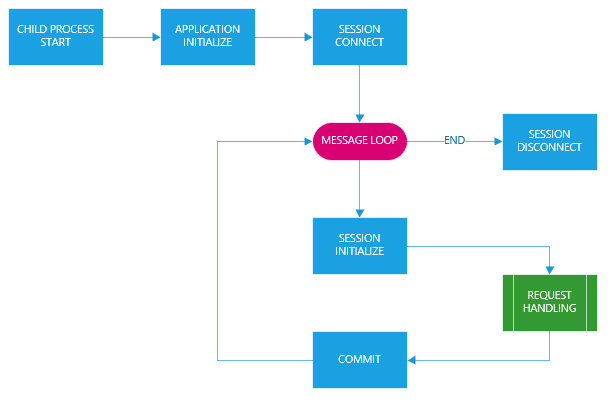 CHILD PROCESS
START
APPLICATION
INITIALIZE
SESSION
CONNECT
MESSAGE LOOP
END
SESSION
DISCONNECT
SESSION
INITIALIZE
REQUEST
HANDLING
COMMIT